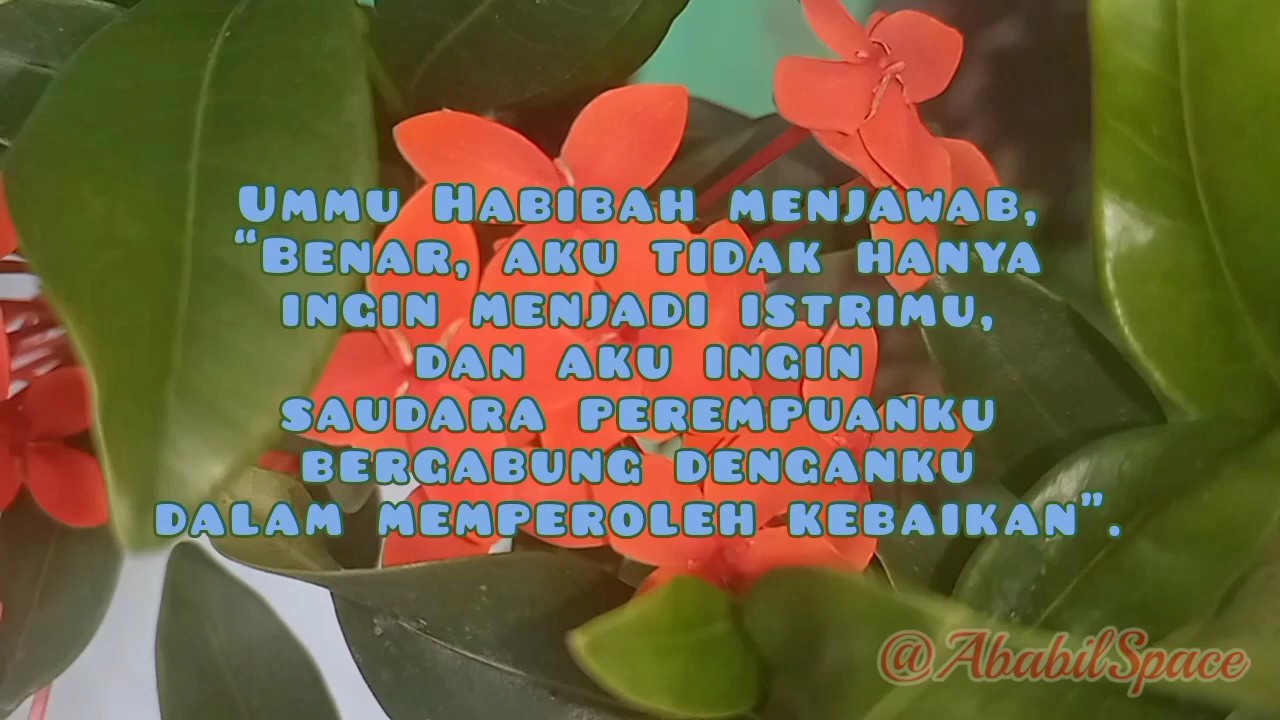 Ummu Habibah menjawab,
“Benar, aku tidak hanya
ingin menjadi istrimu,
dan aku ingin
saudara perempuanku
bergabung denganku
dalam memperoleh kebaikan”.
@AbabilSpace